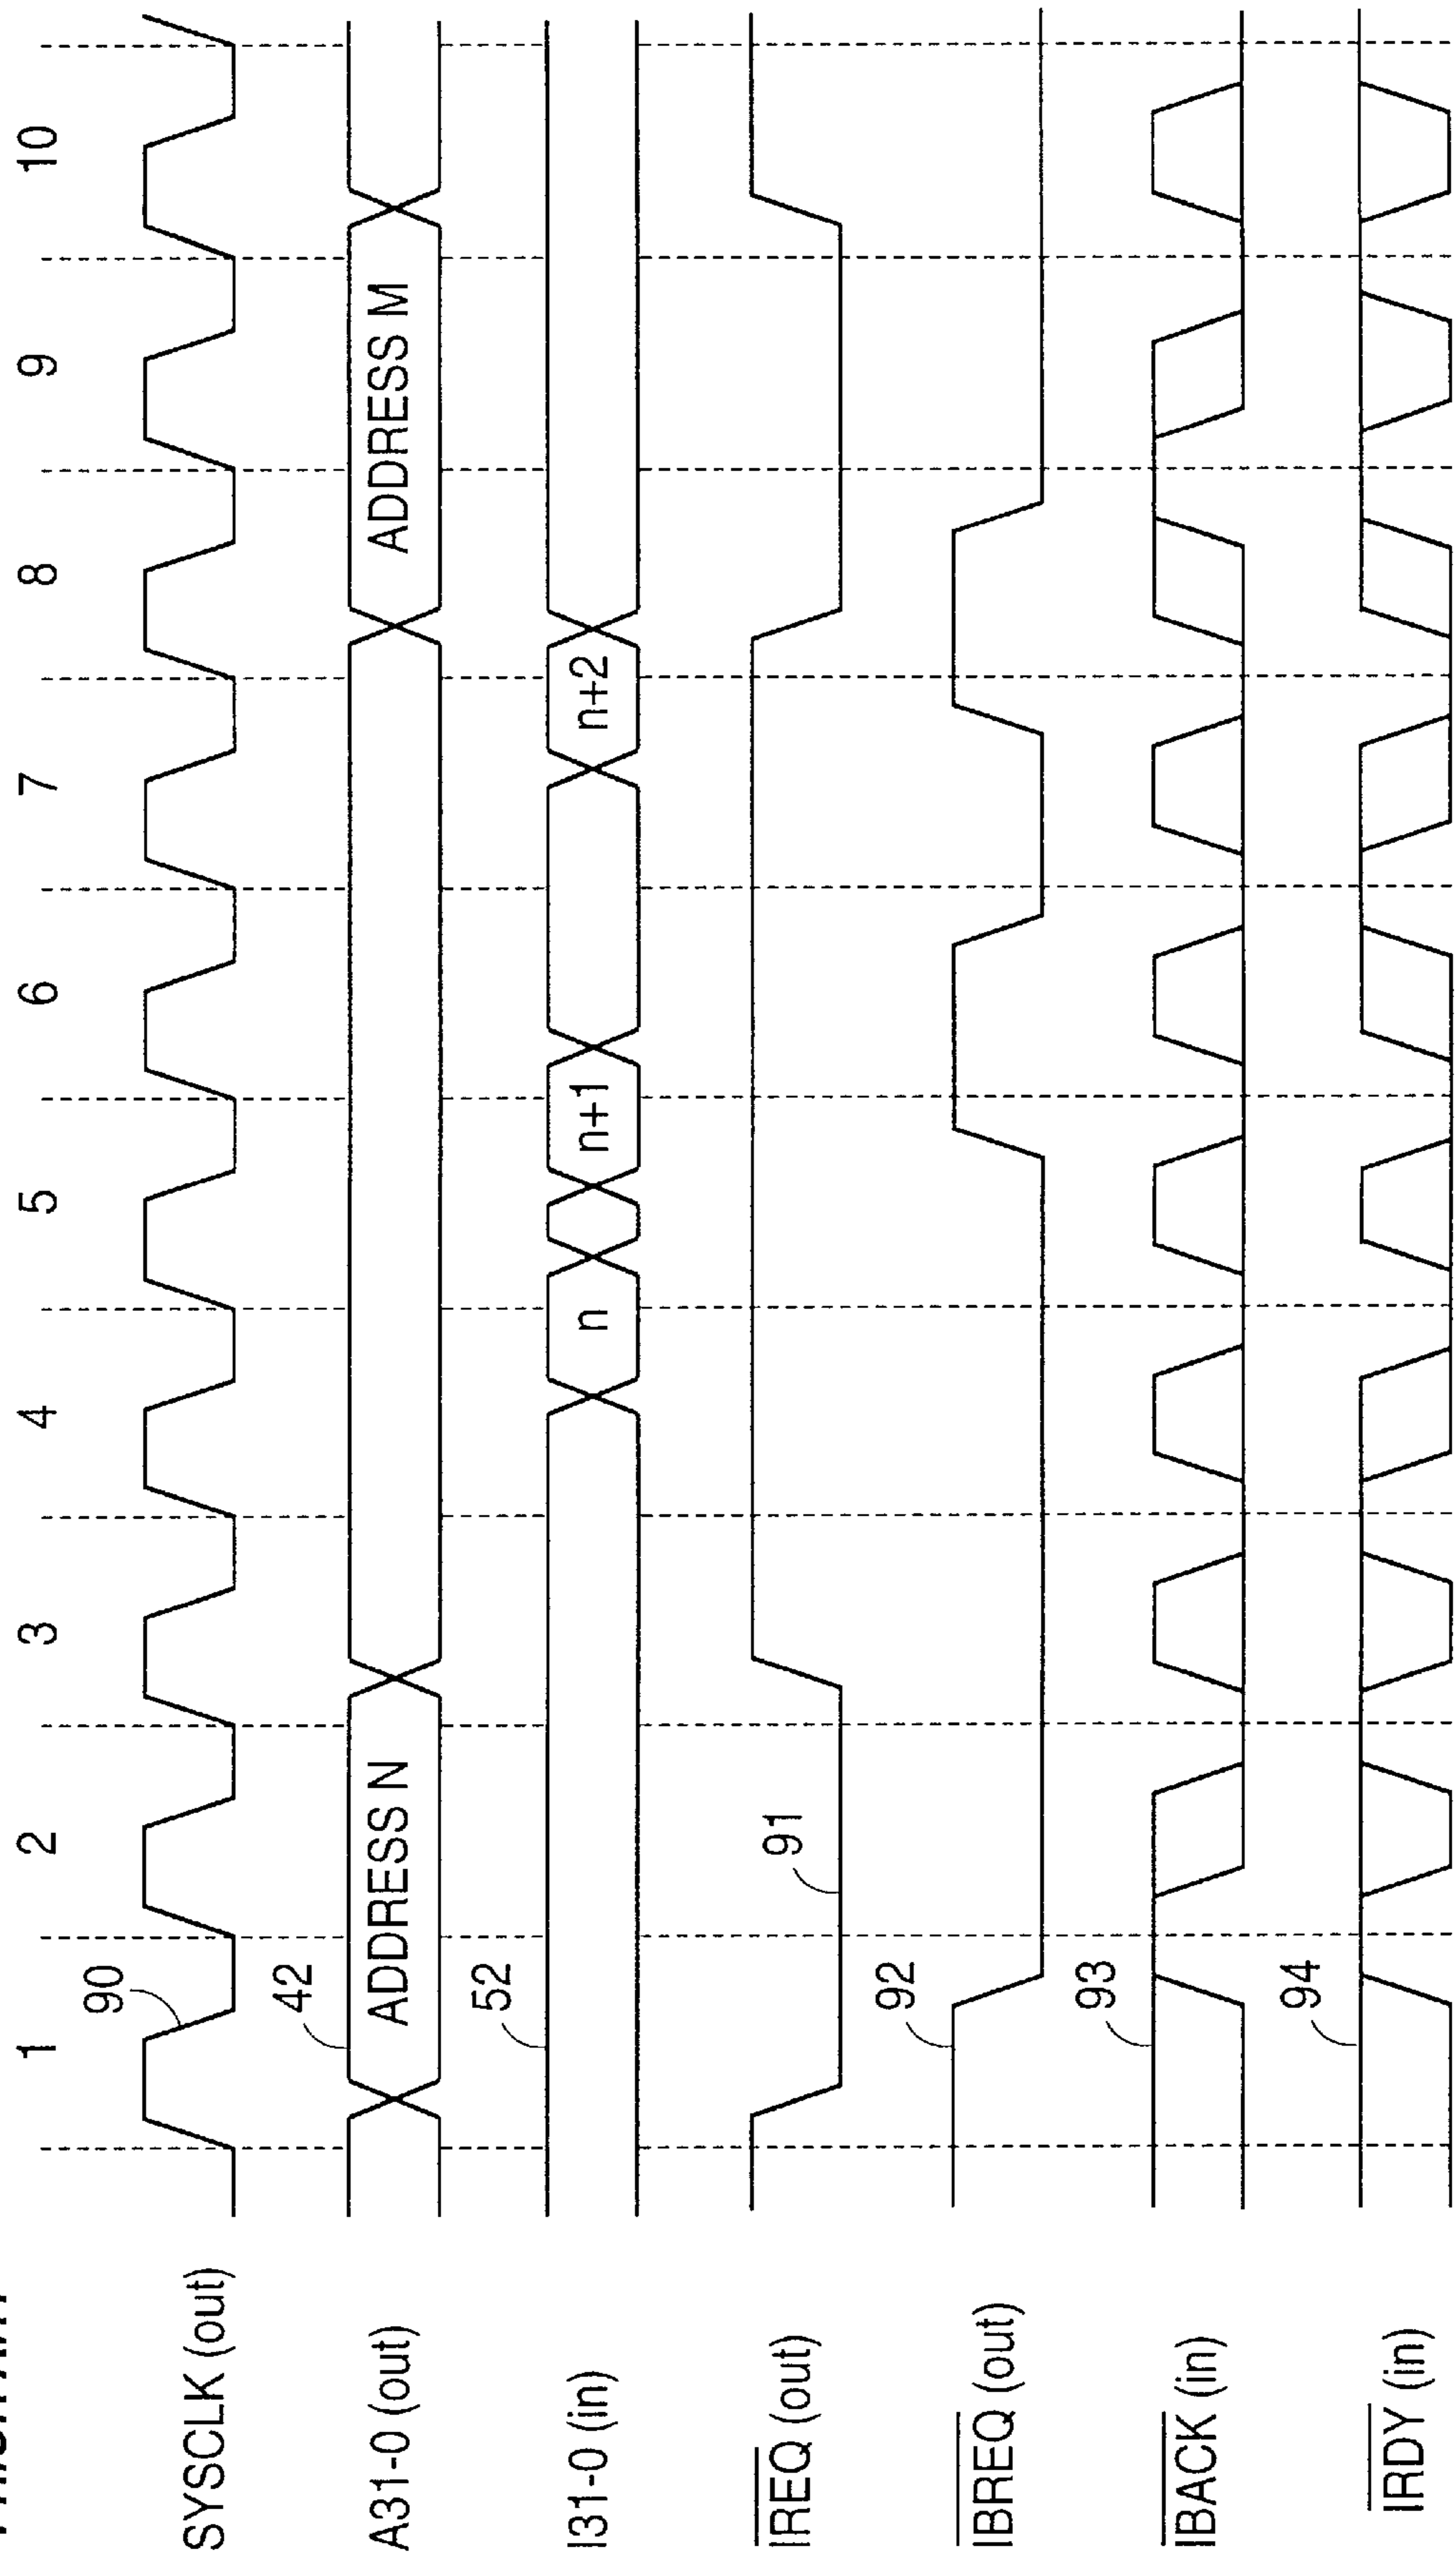 1 2 3 4 5 6 7 8 9 10
SYSCLK (out)
90
A31-0 (out)
42
ADDRESS N
ADDRESS M
I31-0 (in)
52
n
n+1
n+2
IREQ (out)
91
IBREQ (out)
92
IBACK (in)
93
IRDY (in)
94